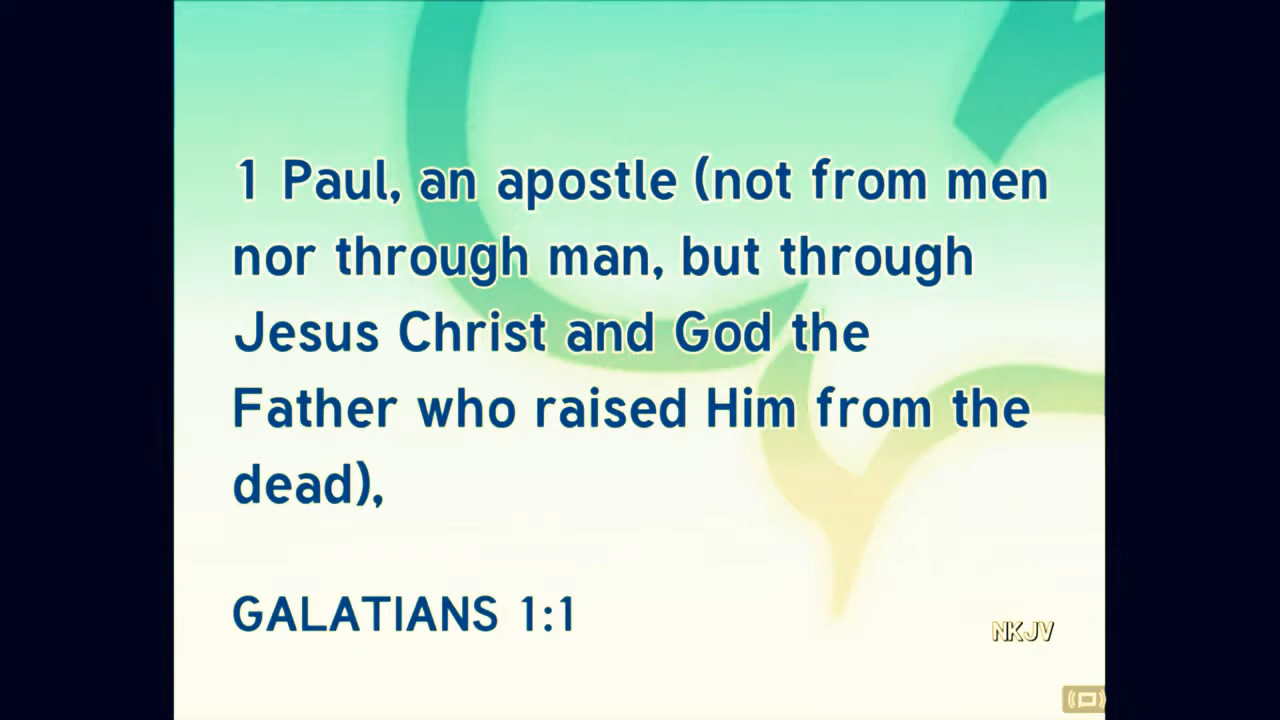 1 Paul, an apostle (not from men
nor through man, but through
Jesus Christ and God the
Father who raised Him from the
dead),
GALATIANS 1:1
NKJV